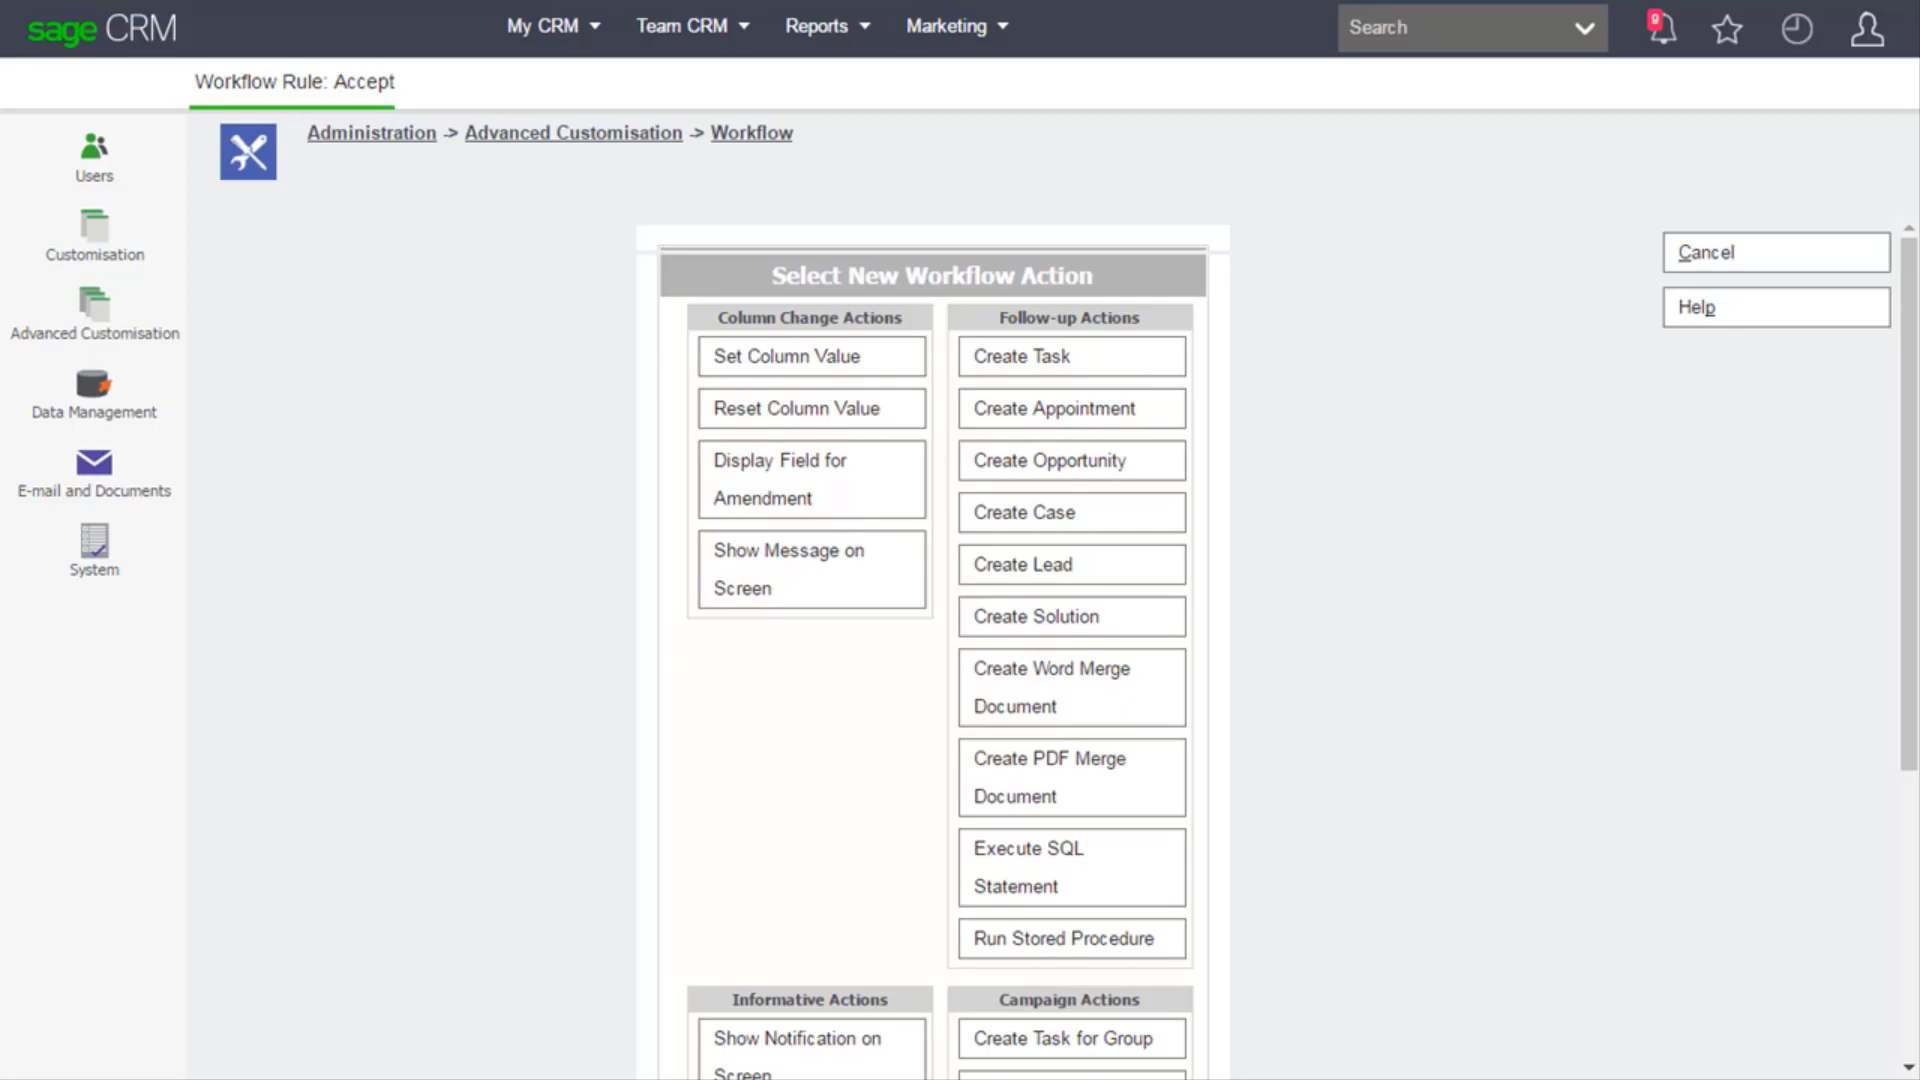 sage CRM
My CRM
Team CRM
Reports
Marketing
Search
9
Workflow Rule: Accept
Administration -> Advanced Customisation -> Workflow
Users
Customisation
Advanced Customisation
Data Management
E-mail and Documents
System
Select New Workflow Action
Column Change Actions
Set Column Value
Reset Column Value
Display Field for
Amendment
Show Message on
Screen
Follow-up Actions
Create Task
Create Appointment
Create Opportunity
Create Case
Create Lead
Create Solution
Create Word Merge
Document
Create PDF Merge
Document
Execute SQL
Statement
Run Stored Procedure
Informative Actions
Show Notification on
Screen
Campaign Actions
Create Task for Group
Cancel
Help